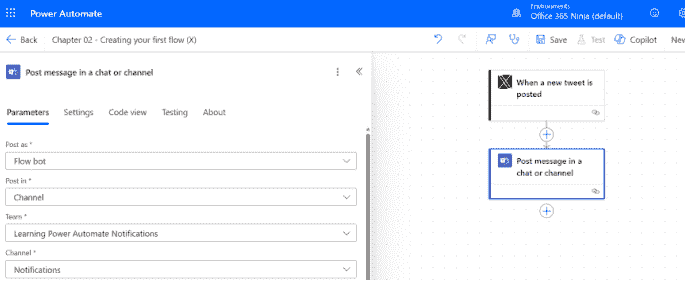 Power Automate
Environments
Office 365 Ninja (default)
Back
Chapter 02 - Creating your first flow (X)
Save
Test
Copilot
New
Post message in a chat or channel
Parameters
Settings
Code view
Testing
About
Post as *
Flow bot
Post in *
Channel
Team *
Learning Power Automate Notifications
Channel *
Notifications
When a new tweet is
posted
Post message in a
chat or channel